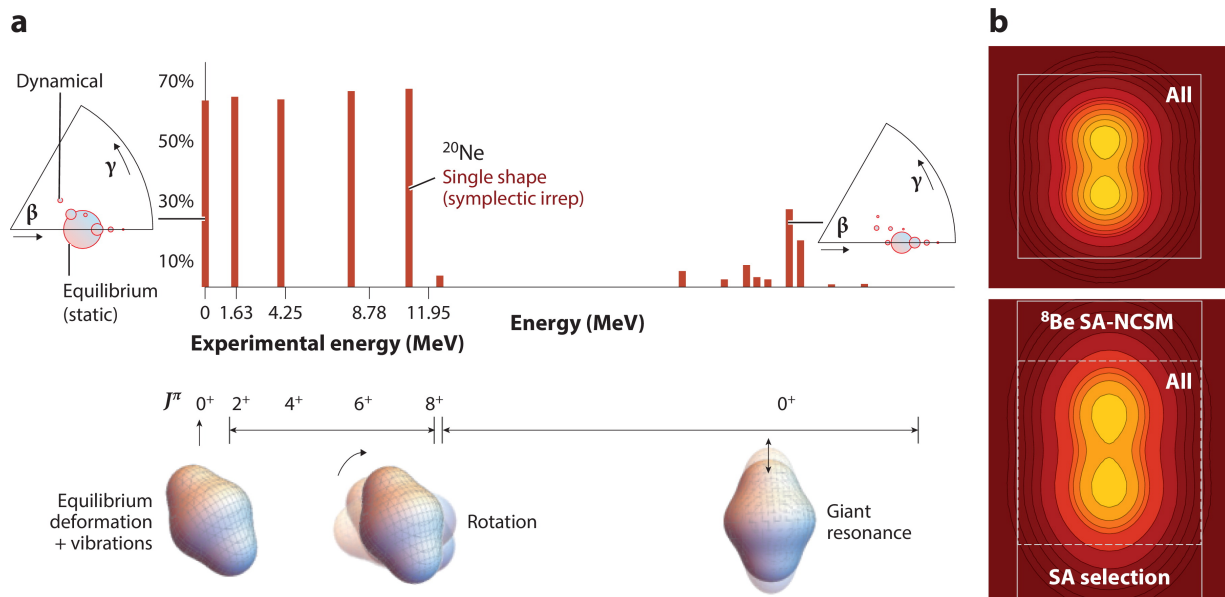 a
Dynamical
γ
β
Equilibrium
(static)
70%
50%
30%
10%
²⁰Ne
Single shape
(symplectic irrep)
γ
β
0 1.63 4.25 8.78 11.95
Experimental energy (MeV)
Energy (MeV)
Jπ 0⁺ 2⁺ 4⁺ 6⁺ 8⁺ 0⁺
Equilibrium
deformation
+ vibrations
Rotation
Giant
resonance
b
All
⁸Be SA-NCSM
All
SA selection